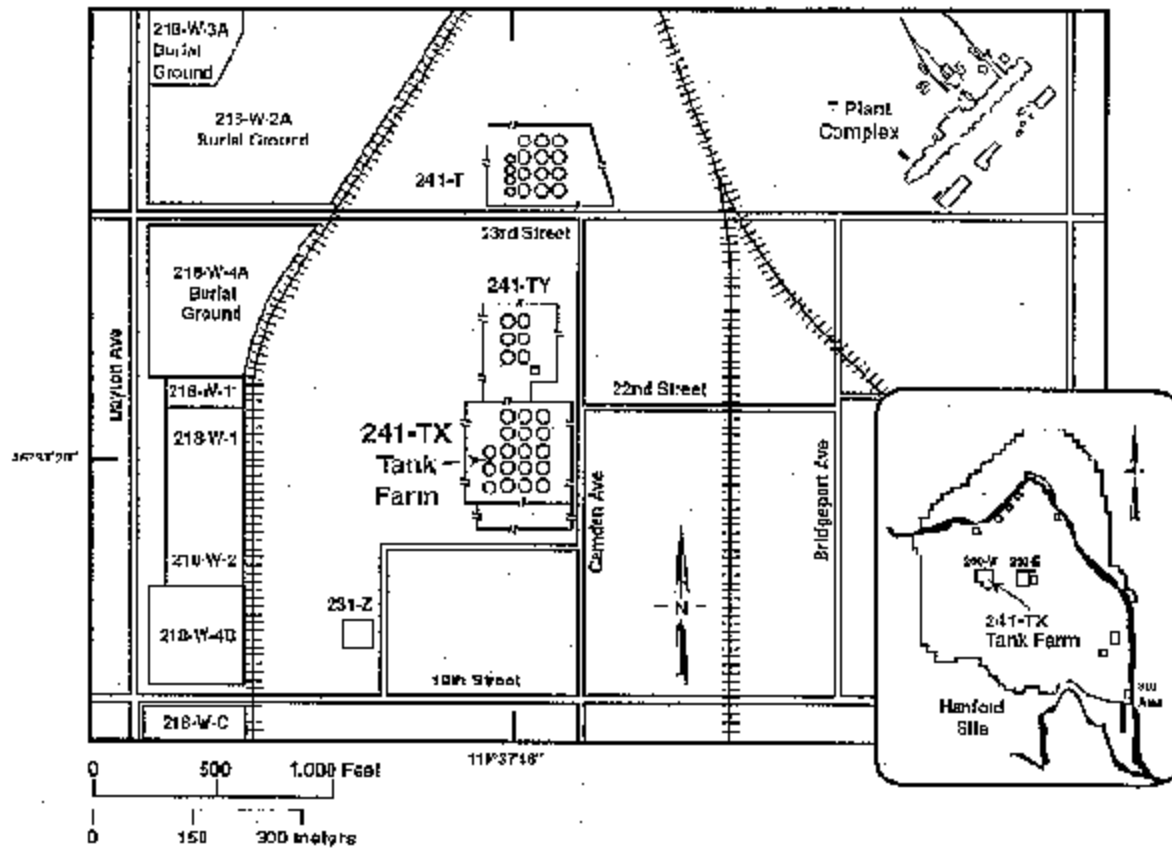 218-W-3A
Burial
Ground
218-W-2A
Burial Ground
T Plant
Complex
241-T
23rd Street
218-W-4A
Burial
Ground
241-TY
Dayton Ave
218-W-1
22nd Street
218-W-1
241-TX
Tank
Farm
Camden Ave
Bridgeport Ave
218-W-2
231-Z
N
218-W-4B
19th Street
218-W-C
0 500 1,000 Feet
0 150 300 meters
200-W 200-E
241-TX
Tank Farm
Hanford
Site